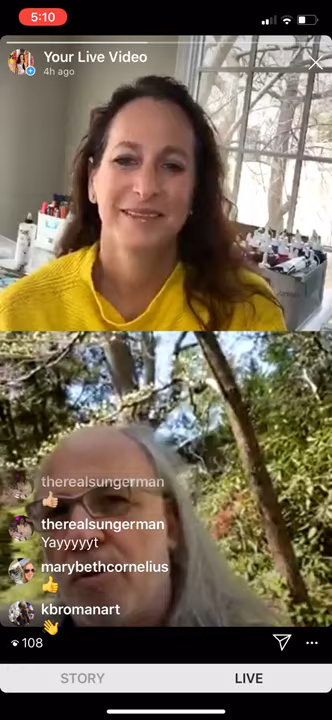 5:10
Your Live Video
4h ago
therealsungerman
therealsungerman
Yayyyyyt
marybethcornelius
kbromanart
108
STORY
LIVE